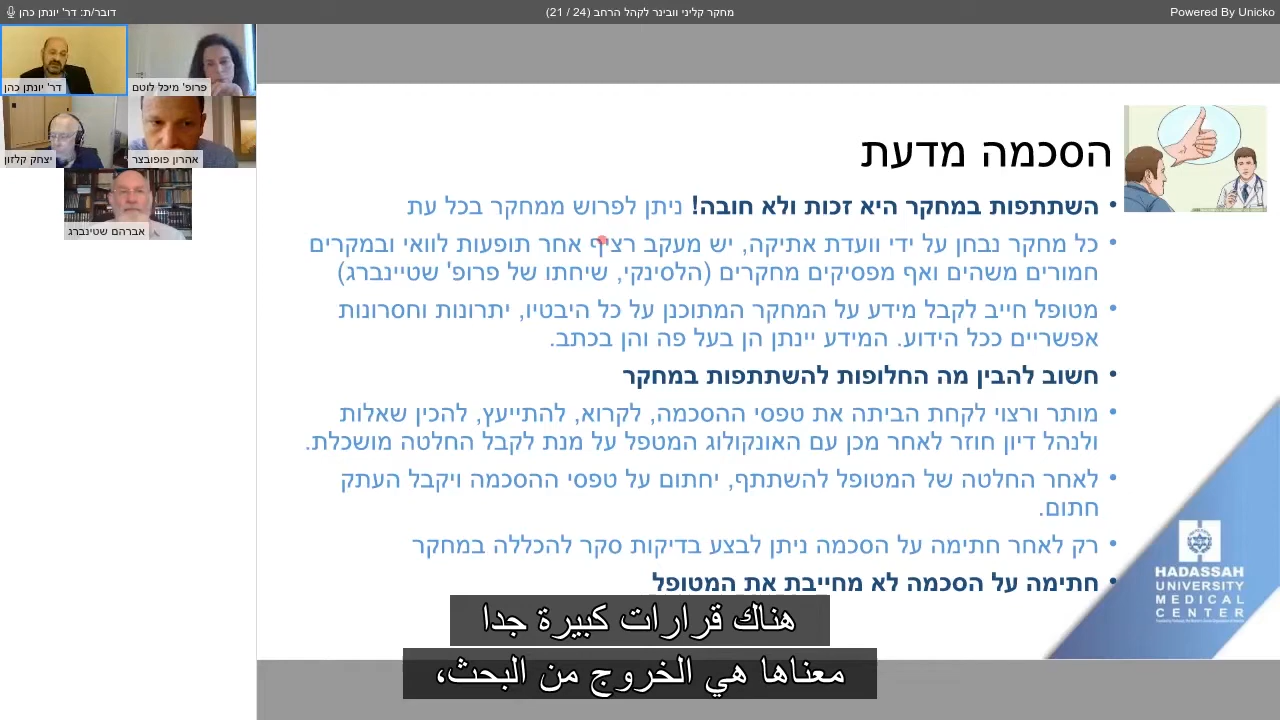 דובר/ת: דר' יונתן כהן
מחקר קליני וובינר לקהל הרחב (24 / 21)
Powered By Unicko
דר' יונתן כהן
פרופ' מיכל לוטם
יצחק קלזון
אהרון פופובצר
אברהם שטינברג
הסכמה מדעת
• השתתפות במחקר היא זכות ולא חובה! ניתן לפרוש ממחקר בכל עת
• כל מחקר נבחן על ידי וועדת אתיקה, יש מעקב רציף אחר תופעות לוואי ובמקרים
חמורים משהים ואף מפסיקים מחקרים (הלסינקי, שיחתו של פרופ' שטיינברג)
• מטופל חייב לקבל מידע על המחקר המתוכנן על כל היבטיו, יתרונות וחסרונות
אפשריים ככל הידוע. המידע יינתן הן בעל פה והן בכתב.
• חשוב להבין מה החלופות להשתתפות במחקר
• מותר ורצוי לקחת הביתה את טפסי ההסכמה, לקרוא, להתייעץ, להכין שאלות
ולנהל דיון חוזר לאחר מכן עם האונקולוג המטפל על מנת לקבל החלטה מושכלת.
• לאחר החלטה של המטופל להשתתף, יחתום על טפסי ההסכמה ויקבל העתק
חתום.
• רק לאחר חתימה על הסכמה ניתן לבצע בדיקות סקר להכללה במחקר
• חתימה על הסכמה לא מחייבת את המטופל
HADASSAH
UNIVERSITY
MEDICAL
CENTER
هناك قرارات كبيرة جدا
معناها هي الخروج من البحث،